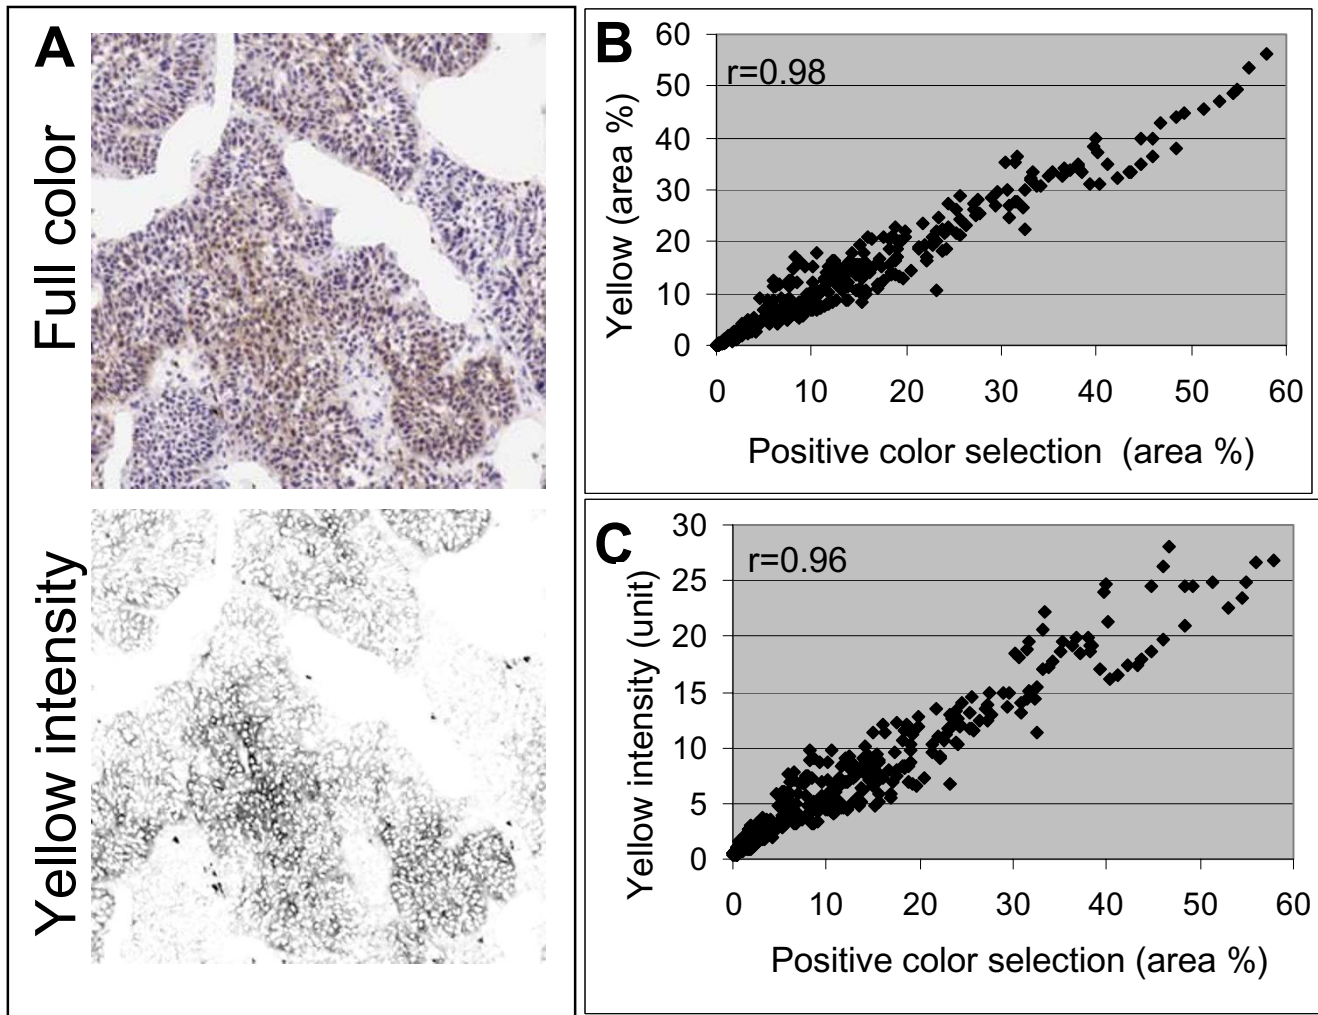 A
Full color
Yellow intensity
B
r=0.98
Yellow (area %)
60
50
40
30
20
10
0
0 10 20 30 40 50 60
Positive color selection (area %)
C
r=0.96
Yellow intensity (unit)
30
25
20
15
10
5
0
0 10 20 30 40 50 60
Positive color selection (area %)